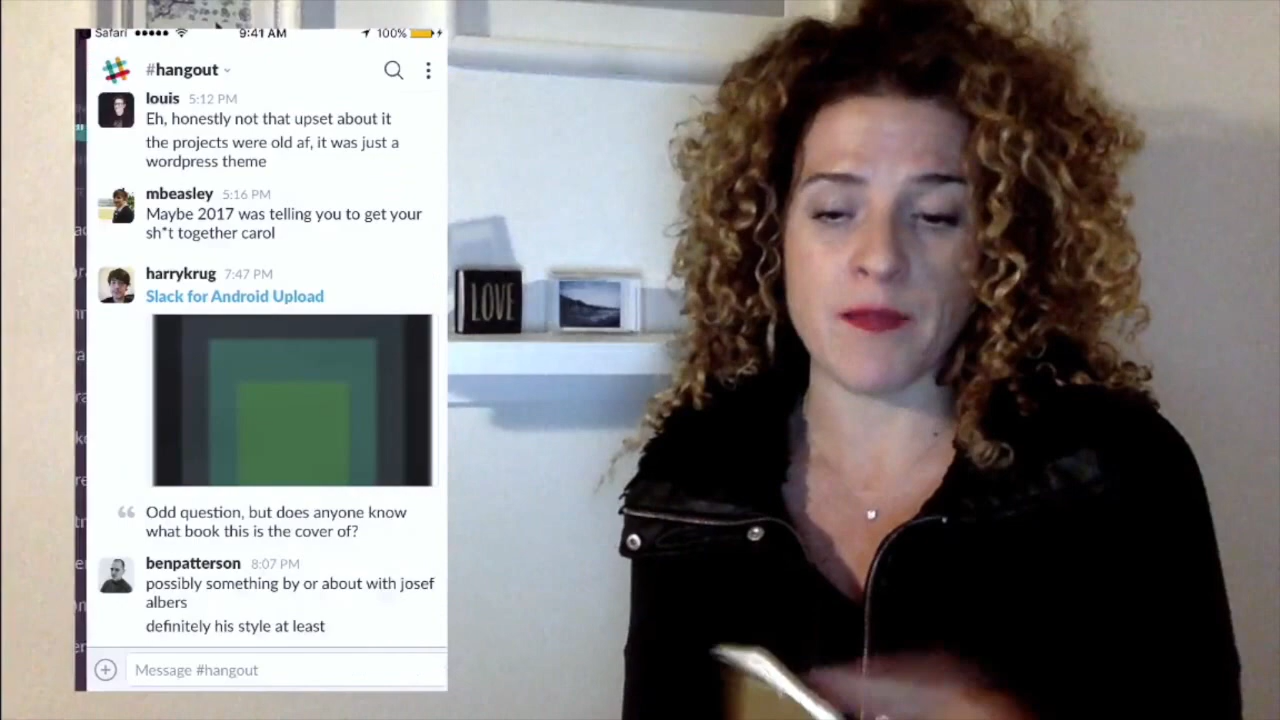 Safari 9:41 AM 100%
#hangout
louis 5:12 PM
Eh, honestly not that upset about it
the projects were old af, it was just a
wordpress theme
mbeasley 5:16 PM
Maybe 2017 was telling you to get your
sh*t together carol
harrykrug 7:47 PM
Slack for Android Upload
Odd question, but does anyone know
what book this is the cover of?
benpatterson 8:07 PM
possibly something by or about with josef
albers
definitely his style at least
Message #hangout
LOVE